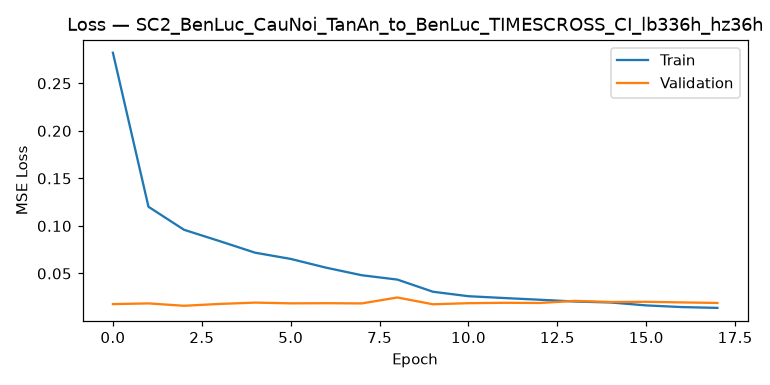 Loss — SC2_BenLuc_CauNoi_TanAn_to_BenLuc_TIMESCROSS_CI_lb336h_hz36h
Train
Validation
MSE Loss
0.25
0.20
0.15
0.10
0.05
0.0 2.5 5.0 7.5 10.0 12.5 15.0 17.5
Epoch